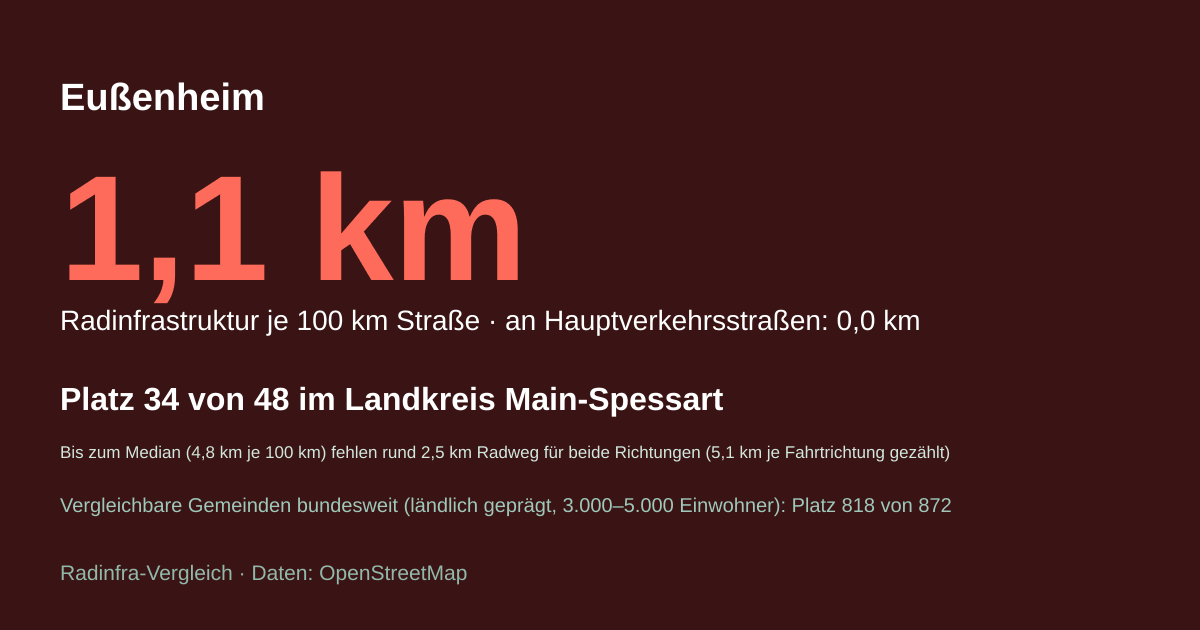 Eußenheim
1,1 km
Radinfrastruktur je 100 km Straße · an Hauptverkehrsstraßen: 0,0 km
Platz 34 von 48 im Landkreis Main-Spessart
Bis zum Median (4,8 km je 100 km) fehlen rund 2,5 km Radweg für beide Richtungen (5,1 km je Fahrtrichtung gezählt)
Vergleichbare Gemeinden bundesweit (ländlich geprägt, 3.000–5.000 Einwohner): Platz 818 von 872
Radinfra-Vergleich · Daten: OpenStreetMap